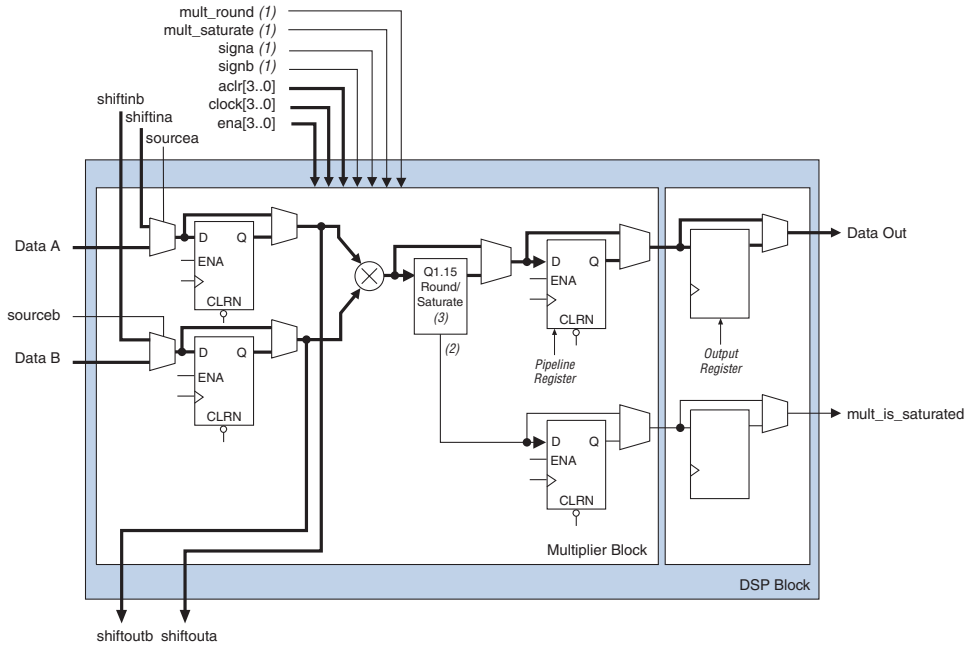 mult_round (1)
mult_saturate (1)
signa (1)
signb (1)
aclr[3..0]
clock[3..0]
ena[3..0]
shiftinb
shiftina
sourcea
Data A
D Q
ENA
CLRN
sourceb
Data B
D Q
ENA
CLRN
Q1.15
Round/
Saturate
(3)
(2)
D Q
ENA
CLRN
Pipeline
Register
Output
Register
Data Out
D Q
ENA
CLRN
mult_is_saturated
Multiplier Block
DSP Block
shiftoutb shiftouta